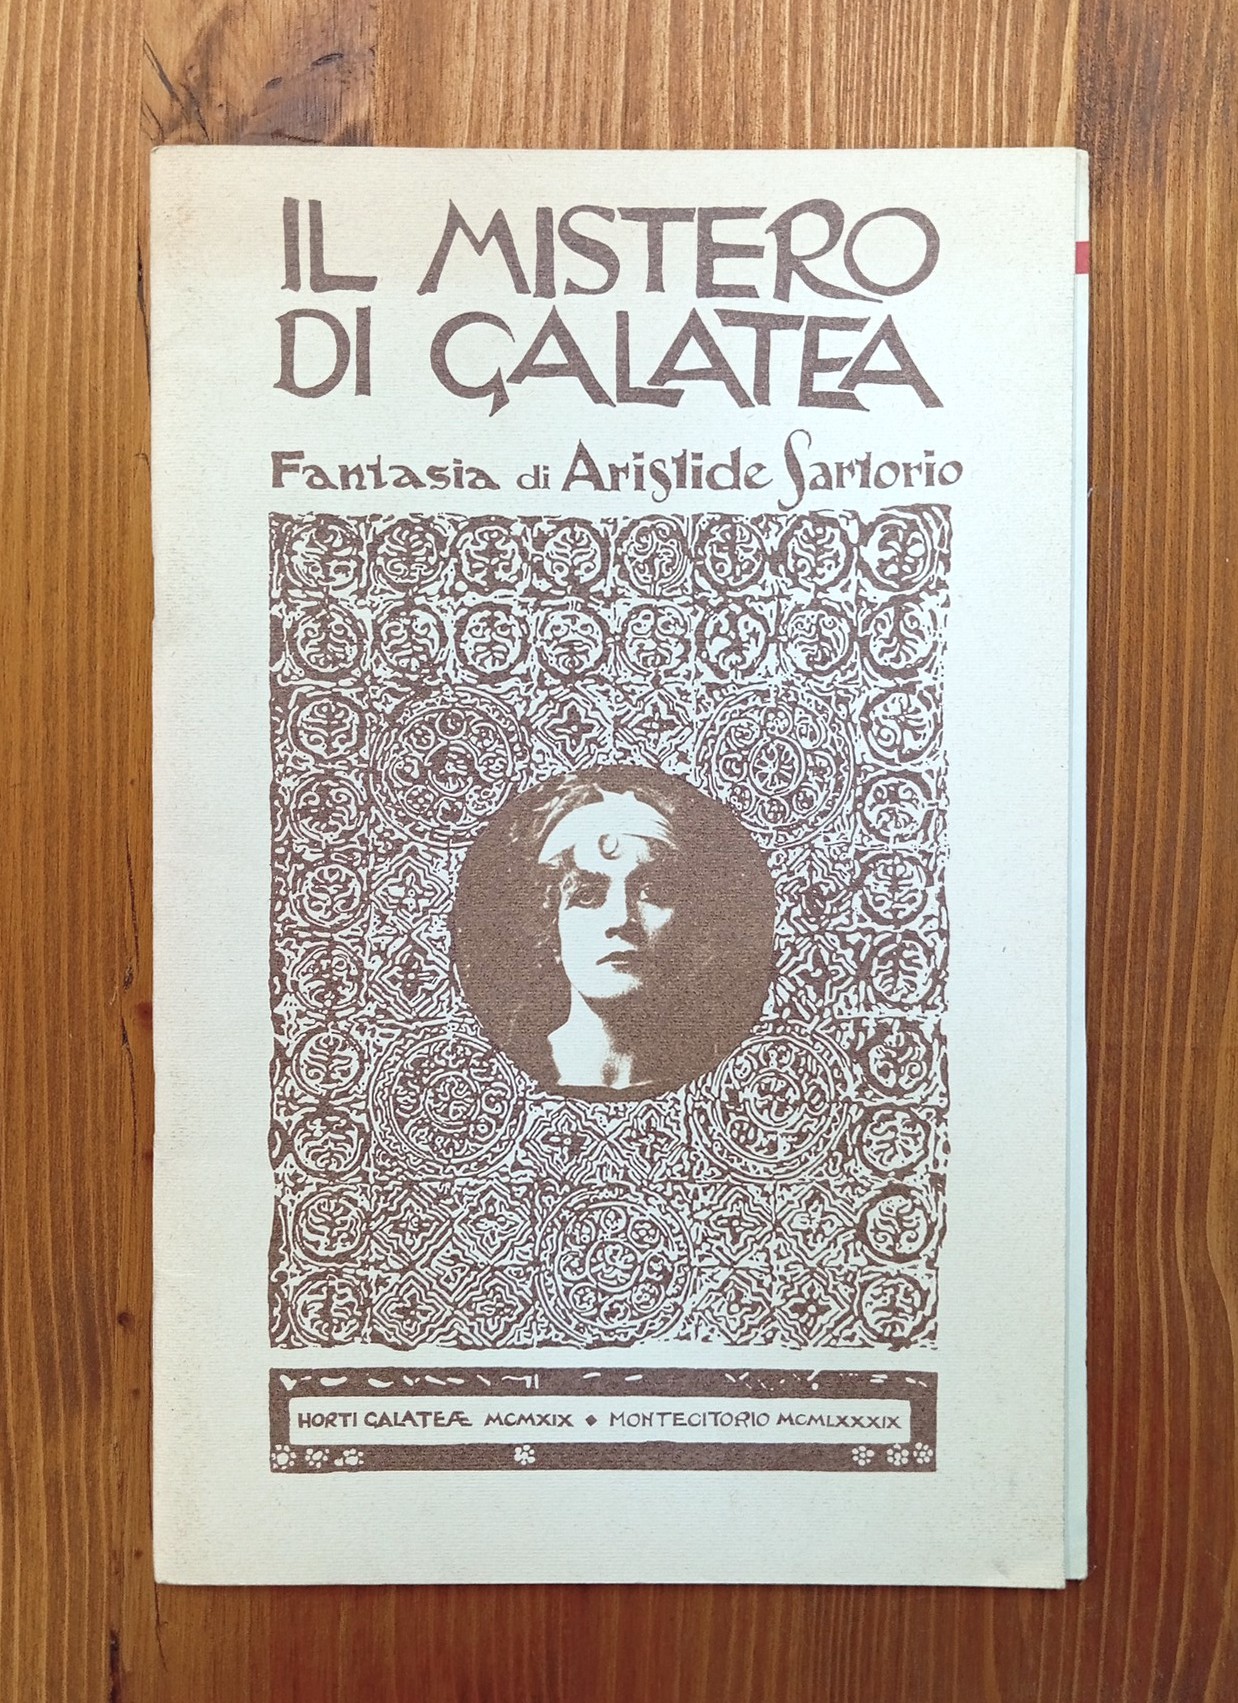 IL MISTERO
DI GALATEA
Fantasia di Aristide Sartorio
HORTI GALATEÆ MCMXIX ◆ MONTECITORIO MCMLXXXIX